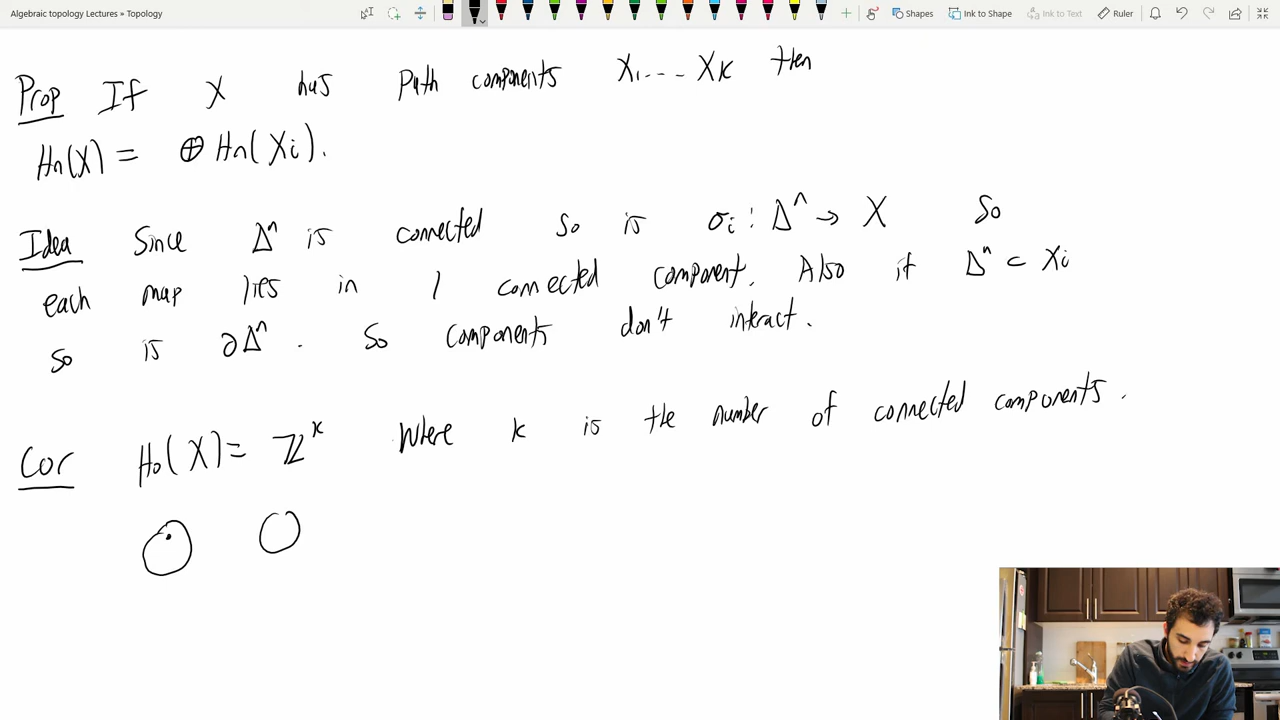 Algebraic topology Lectures » Topology
Shapes Ink to Shape Ink to Text Ruler
Prop If X has Path components X₁.... Xk then
Hn(X) = ⊕ Hn(Xi).
Idea Since Δⁿ is connected so is σi : Δⁿ → X So
each map lies in 1 connected component. Also if Δⁿ ⊂ Xi
so is ∂Δⁿ. So components don't interact.
Cor H₀(X) = ℤᵏ Where k is the number of connected components.